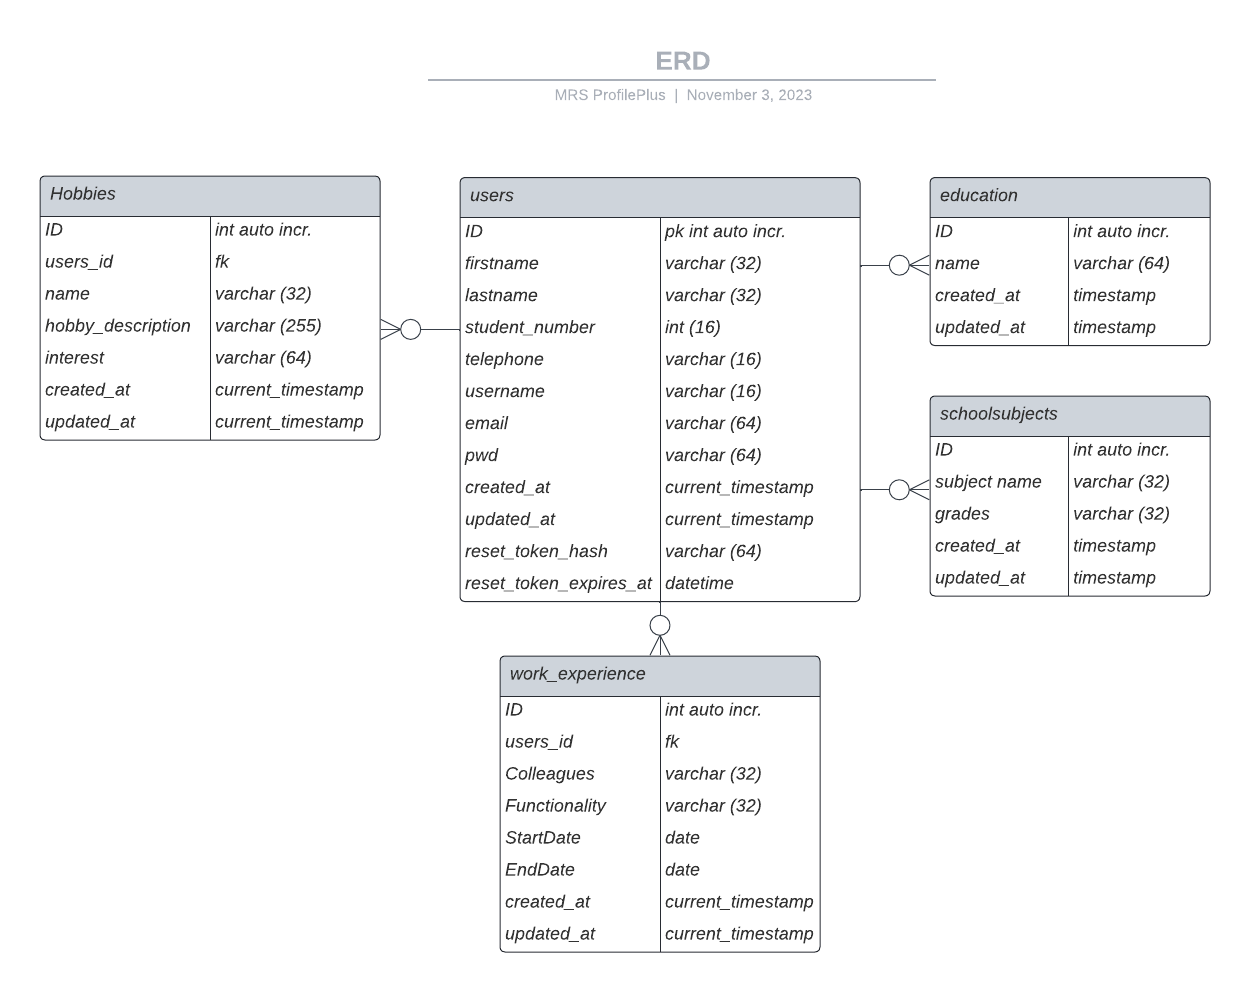 ERD
MRS ProfilePlus | November 3, 2023
Hobbies
ID int auto incr.
users_id fk
name varchar (32)
hobby_description varchar (255)
interest varchar (64)
created_at current_timestamp
updated_at current_timestamp
users
ID pk int auto incr.
firstname varchar (32)
lastname varchar (32)
student_number int (16)
telephone varchar (16)
username varchar (16)
email varchar (64)
pwd varchar (64)
created_at current_timestamp
updated_at current_timestamp
reset_token_hash varchar (64)
reset_token_expires_at datetime
education
ID int auto incr.
name varchar (64)
created_at timestamp
updated_at timestamp
schoolsubjects
ID int auto incr.
subject name varchar (32)
grades varchar (32)
created_at timestamp
updated_at timestamp
work_experience
ID int auto incr.
users_id fk
Colleagues varchar (32)
Functionality varchar (32)
StartDate date
EndDate date
created_at current_timestamp
updated_at current_timestamp